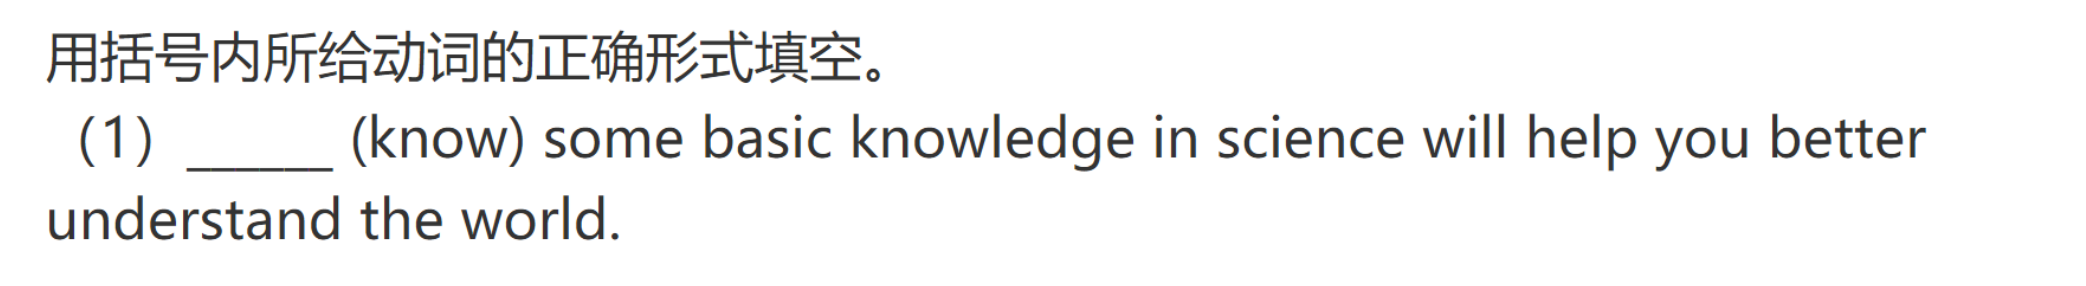 用括号内所给动词的正确形式填空。
（1）______ (know) some basic knowledge in science will help you better
understand the world.